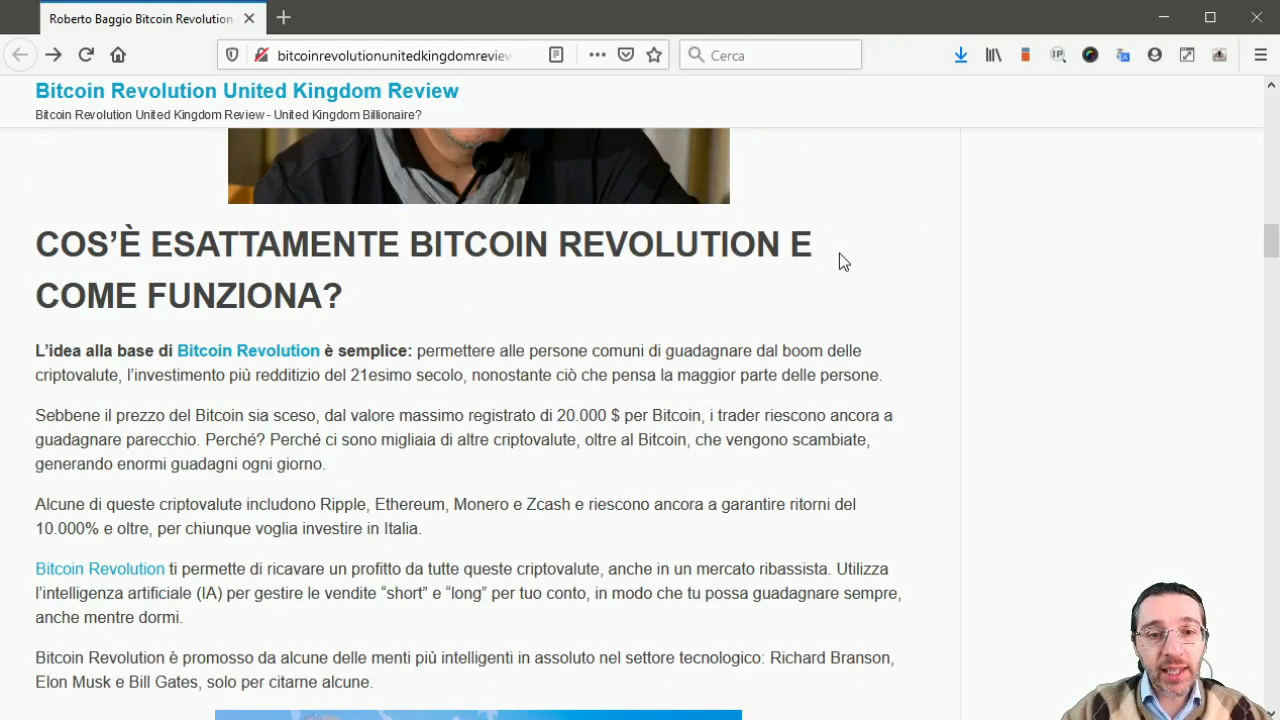 Roberto Baggio Bitcoin Revolution
bitcoinrevolutionunitedkingdomreview
Cerca
Bitcoin Revolution United Kingdom Review
Bitcoin Revolution United Kingdom Review - United Kingdom Billionaire?
COS’È ESATTAMENTE BITCOIN REVOLUTION E
COME FUNZIONA?
L’idea alla base di Bitcoin Revolution è semplice: permettere alle persone comuni di guadagnare dal boom delle
criptovalute, l’investimento più redditizio del 21esimo secolo, nonostante ciò che pensa la maggior parte delle persone.
Sebbene il prezzo del Bitcoin sia sceso, dal valore massimo registrato di 20.000 $ per Bitcoin, i trader riescono ancora a
guadagnare parecchio. Perché? Perché ci sono migliaia di altre criptovalute, oltre al Bitcoin, che vengono scambiate,
generando enormi guadagni ogni giorno.
Alcune di queste criptovalute includono Ripple, Ethereum, Monero e Zcash e riescono ancora a garantire ritorni del
10.000% e oltre, per chiunque voglia investire in Italia.
Bitcoin Revolution ti permette di ricavare un profitto da tutte queste criptovalute, anche in un mercato ribassista. Utilizza
l’intelligenza artificiale (IA) per gestire le vendite “short” e “long” per tuo conto, in modo che tu possa guadagnare sempre,
anche mentre dormi.
Bitcoin Revolution è promosso da alcune delle menti più intelligenti in assoluto nel settore tecnologico: Richard Branson,
Elon Musk e Bill Gates, solo per citarne alcune.